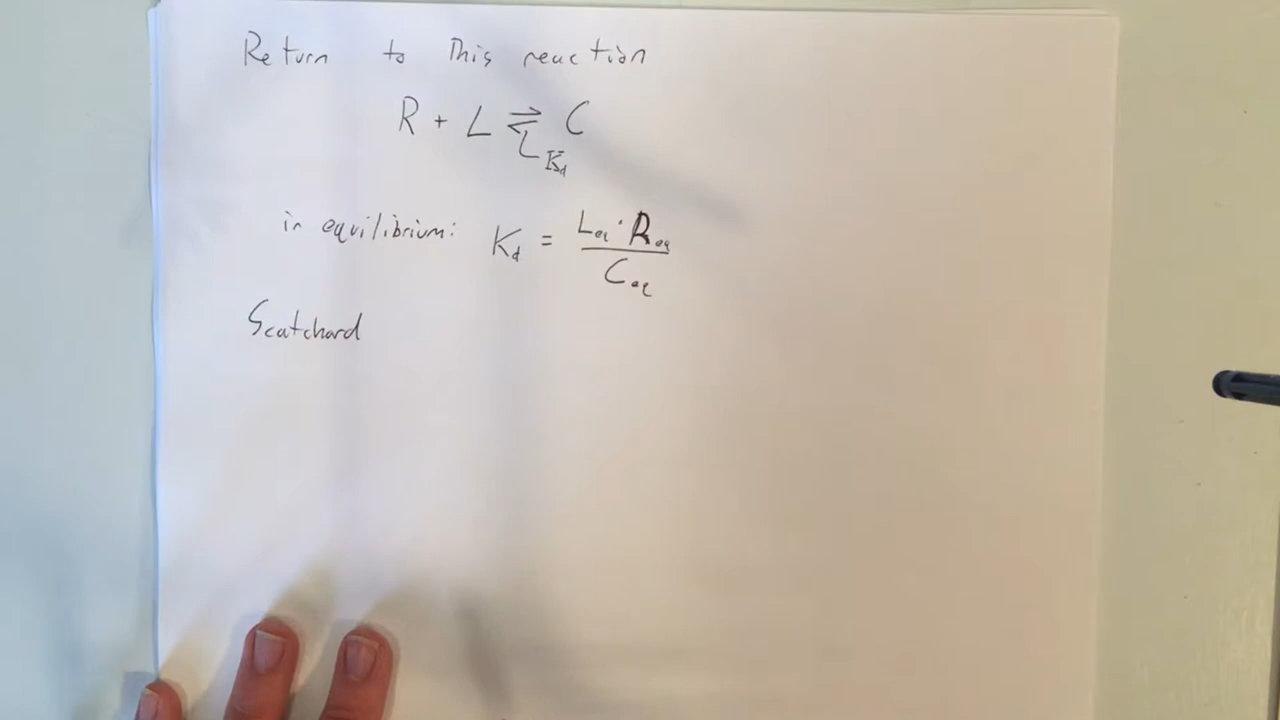 Return to This reaction
R + L ⇌ C
Kd
in equilibrium: Kd = Leq · Req / Ceq
Scatchard